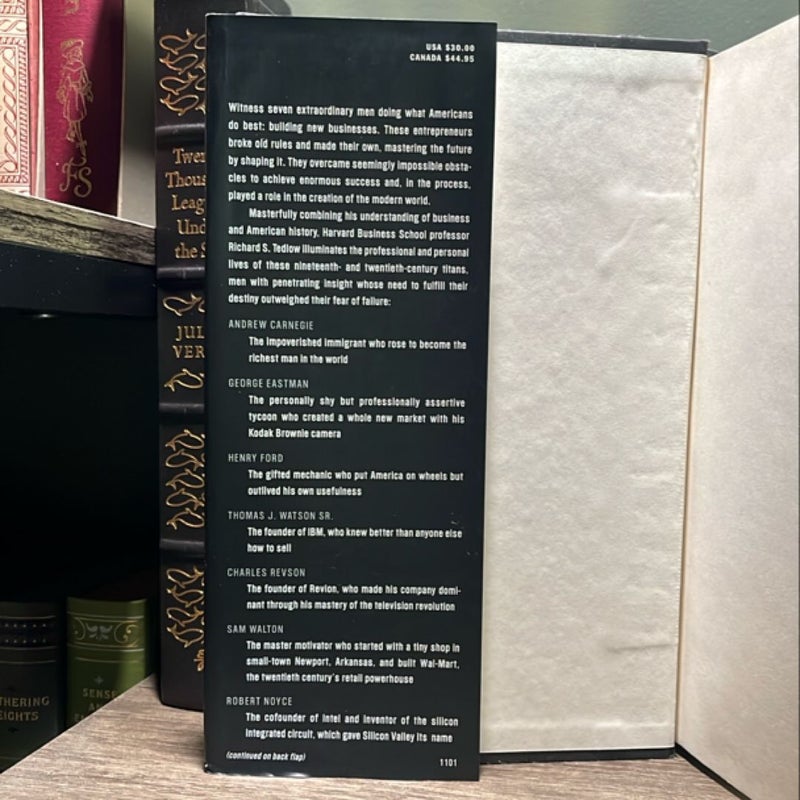 USA $30.00
CANADA $44.95
Witness seven extraordinary men doing what Americans
do best: building new businesses. These entrepreneurs
broke old rules and made their own, mastering the future
by shaping it. They overcame seemingly impossible obsta-
cles to achieve enormous success and, in the process,
played a role in the creation of the modern world.
Masterfully combining his understanding of business
and American history, Harvard Business School professor
Richard S. Tedlow illuminates the professional and personal
lives of these nineteenth- and twentieth-century titans,
men with penetrating insight whose need to fulfill their
destiny outweighed their fear of failure:
ANDREW CARNEGIE
The impoverished immigrant who rose to become the
richest man in the world
GEORGE EASTMAN
The personally shy but professionally assertive
tycoon who created a whole new market with his
Kodak Brownie camera
HENRY FORD
The gifted mechanic who put America on wheels but
outlived his own usefulness
THOMAS J. WATSON SR.
The founder of IBM, who knew better than anyone else
how to sell
CHARLES REVSON
The founder of Revlon, who made his company domi-
nant through his mastery of the television revolution
SAM WALTON
The master motivator who started with a tiny shop in
small-town Newport, Arkansas, and built Wal-Mart,
the twentieth century's retail powerhouse
ROBERT NOYCE
The cofounder of Intel and inventor of the silicon
integrated circuit, which gave Silicon Valley its name
(continued on back flap)
1101
FS
Twen
Thous
Leag
Und
the S
JUL
VER
THERING
EIGHTS
SENSE